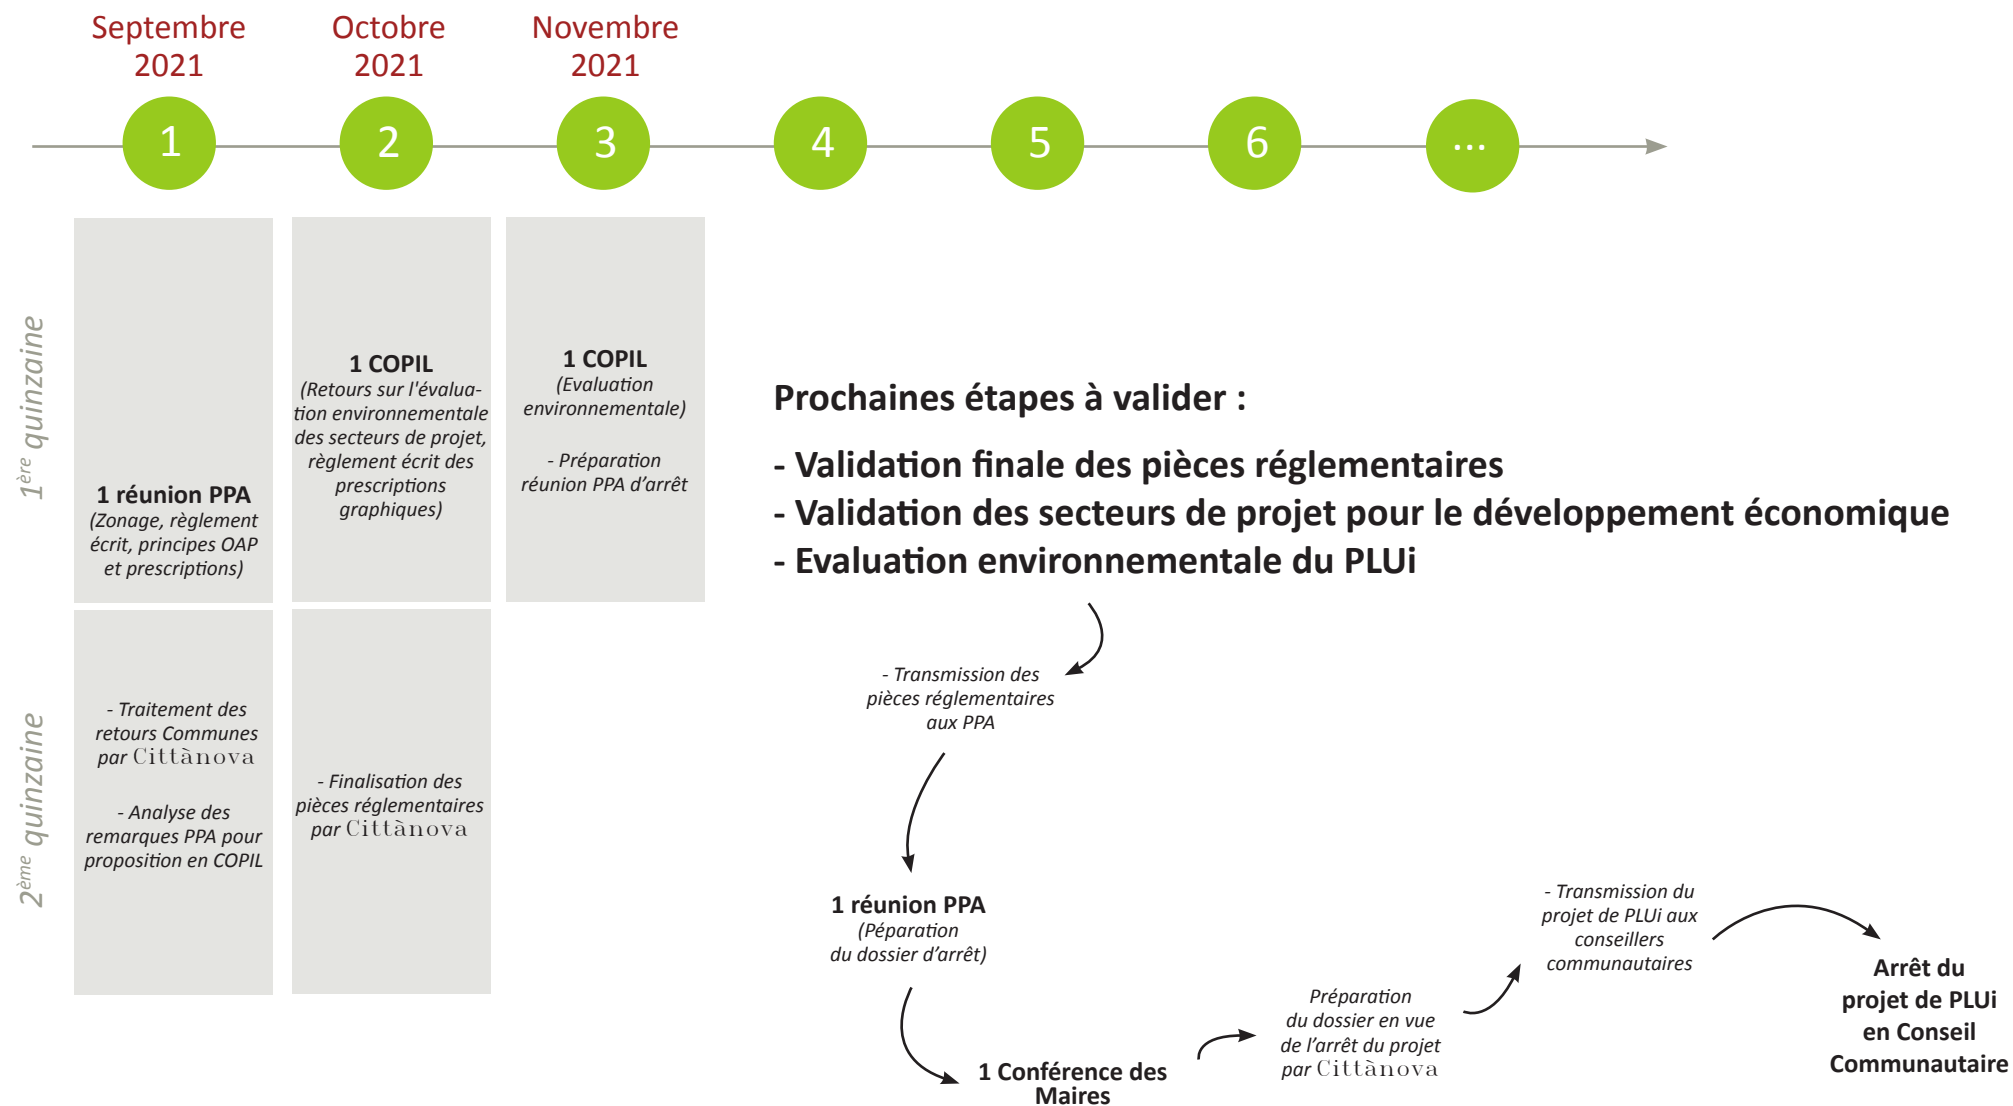 Septembre
2021
Octobre
2021
Novembre
2021
1
2
3
4
5
6
...
1ère quinzaine
1 réunion PPA
(Zonage, règlement
écrit, principes OAP
et prescriptions)
1 COPIL
(Retours sur l'évalua-
tion environnementale
des secteurs de projet,
règlement écrit des
prescriptions
graphiques)
1 COPIL
(Evaluation
environnementale)
- Préparation
réunion PPA d’arrêt
2ème quinzaine
- Traitement des
retours Communes
par Cittànova
- Analyse des
remarques PPA pour
proposition en COPIL
- Finalisation des
pièces réglementaires
par Cittànova
Prochaines étapes à valider :
- Validation finale des pièces réglementaires
- Validation des secteurs de projet pour le développement économique
- Evaluation environnementale du PLUi
- Transmission des
pièces réglementaires
aux PPA
1 réunion PPA
(Péparation
du dossier d’arrêt)
1 Conférence des
Maires
Préparation
du dossier en vue
de l’arrêt du projet
par Cittànova
- Transmission du
projet de PLUi aux
conseillers
communautaires
Arrêt du
projet de PLUi
en Conseil
Communautaire